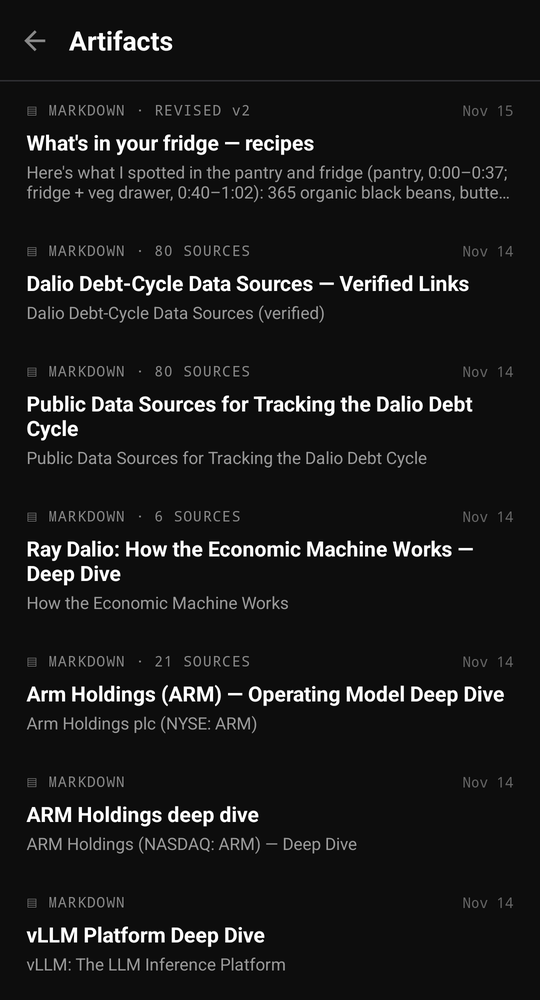 Artifacts
MARKDOWN · REVISED v2 Nov 15
What's in your fridge — recipes
Here's what I spotted in the pantry and fridge (pantry, 0:00–0:37;
fridge + veg drawer, 0:40–1:02): 365 organic black beans, butte…
MARKDOWN · 80 SOURCES Nov 14
Dalio Debt-Cycle Data Sources — Verified Links
Dalio Debt-Cycle Data Sources (verified)
MARKDOWN · 80 SOURCES Nov 14
Public Data Sources for Tracking the Dalio Debt
Cycle
Public Data Sources for Tracking the Dalio Debt Cycle
MARKDOWN · 6 SOURCES Nov 14
Ray Dalio: How the Economic Machine Works —
Deep Dive
How the Economic Machine Works
MARKDOWN · 21 SOURCES Nov 14
Arm Holdings (ARM) — Operating Model Deep Dive
Arm Holdings plc (NYSE: ARM)
MARKDOWN Nov 14
ARM Holdings deep dive
ARM Holdings (NASDAQ: ARM) — Deep Dive
MARKDOWN Nov 14
vLLM Platform Deep Dive
vLLM: The LLM Inference Platform